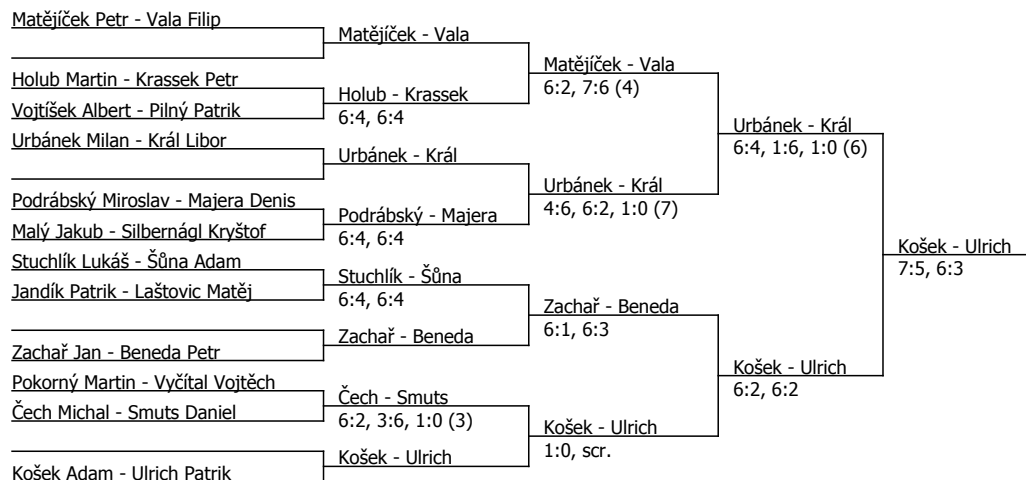 Matějíček Petr - Vala Filip
Matějíček - Vala
Matějíček - Vala
6:2, 7:6 (4)
Holub Martin - Krassek Petr
Holub - Krassek
6:4, 6:4
Vojtíšek Albert - Pilný Patrik
Urbánek - Král
6:4, 1:6, 1:0 (6)
Urbánek Milan - Král Libor
Urbánek - Král
Urbánek - Král
4:6, 6:2, 1:0 (7)
Podrábský Miroslav - Majera Denis
Podrábský - Majera
6:4, 6:4
Malý Jakub - Silbernágl Kryštof
Košek - Ulrich
7:5, 6:3
Stuchlík Lukáš - Šůna Adam
Stuchlík - Šůna
6:4, 6:4
Jandík Patrik - Laštovic Matěj
Zachař - Beneda
6:1, 6:3
Zachař - Beneda
Zachař Jan - Beneda Petr
Košek - Ulrich
6:2, 6:2
Pokorný Martin - Vyčítal Vojtěch
Čech - Smuts
6:2, 3:6, 1:0 (3)
Čech Michal - Smuts Daniel
Košek - Ulrich
1:0, scr.
Košek - Ulrich
Košek Adam - Ulrich Patrik